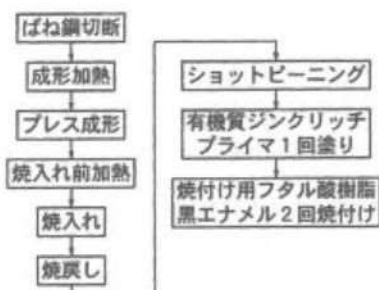 ばね鋼切断
成形加熱
プレス成形
焼入れ前加熱
焼入れ
焼戻し
ショットピーニング
有機質ジンクリッチ
プライマ1回塗り
焼付け用フタル酸樹脂
黒エナメル2回焼付け